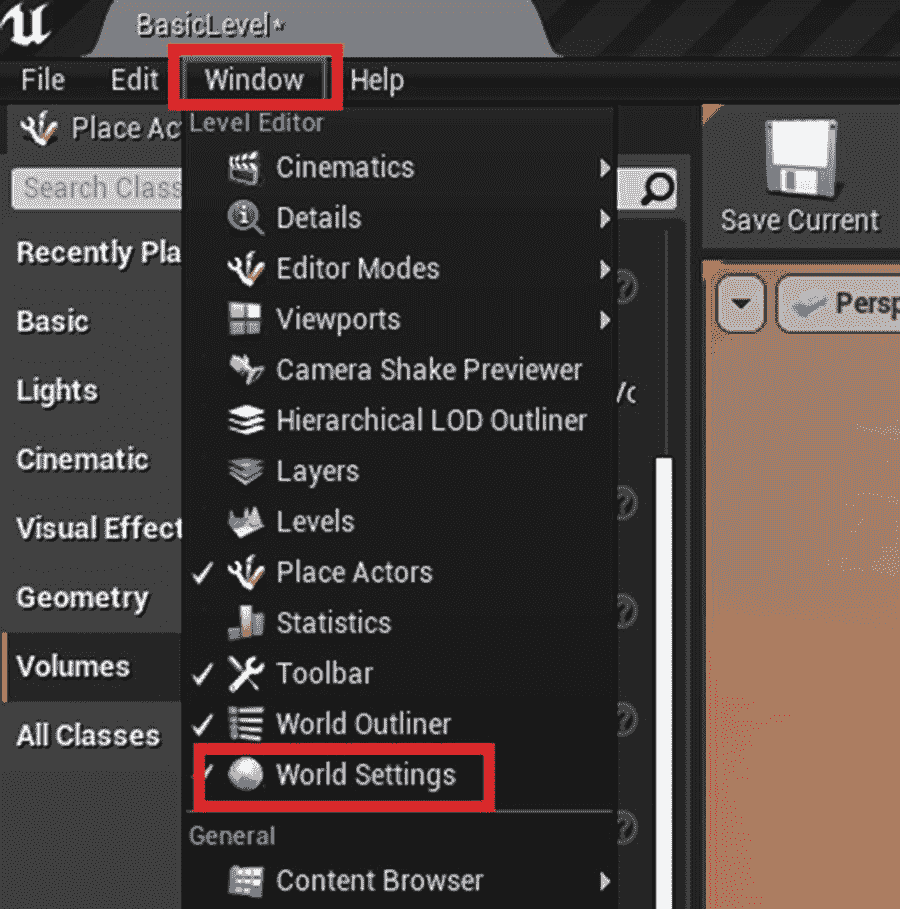 BasicLevel*
File Edit Window Help
Place Ac
Search Class
Recently Pla
Basic
Lights
Cinematic
Visual Effect
Geometry
Volumes
All Classes
Level Editor
Cinematics
Details
Editor Modes
Viewports
Camera Shake Previewer
Hierarchical LOD Outliner
Layers
Levels
Place Actors
Statistics
Toolbar
World Outliner
World Settings
General
Content Browser
Save Current
Persp